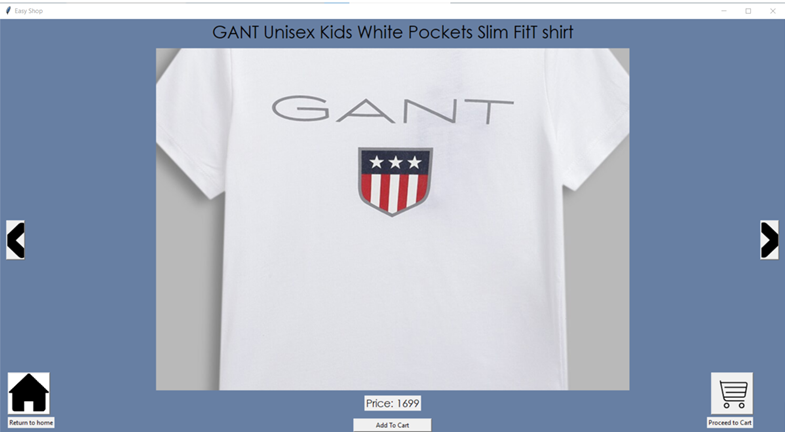 Easy Shop
GANT Unisex Kids White Pockets Slim FitT shirt
GANT
Price: 1699
Add To Cart
Return to home
Proceed to Cart